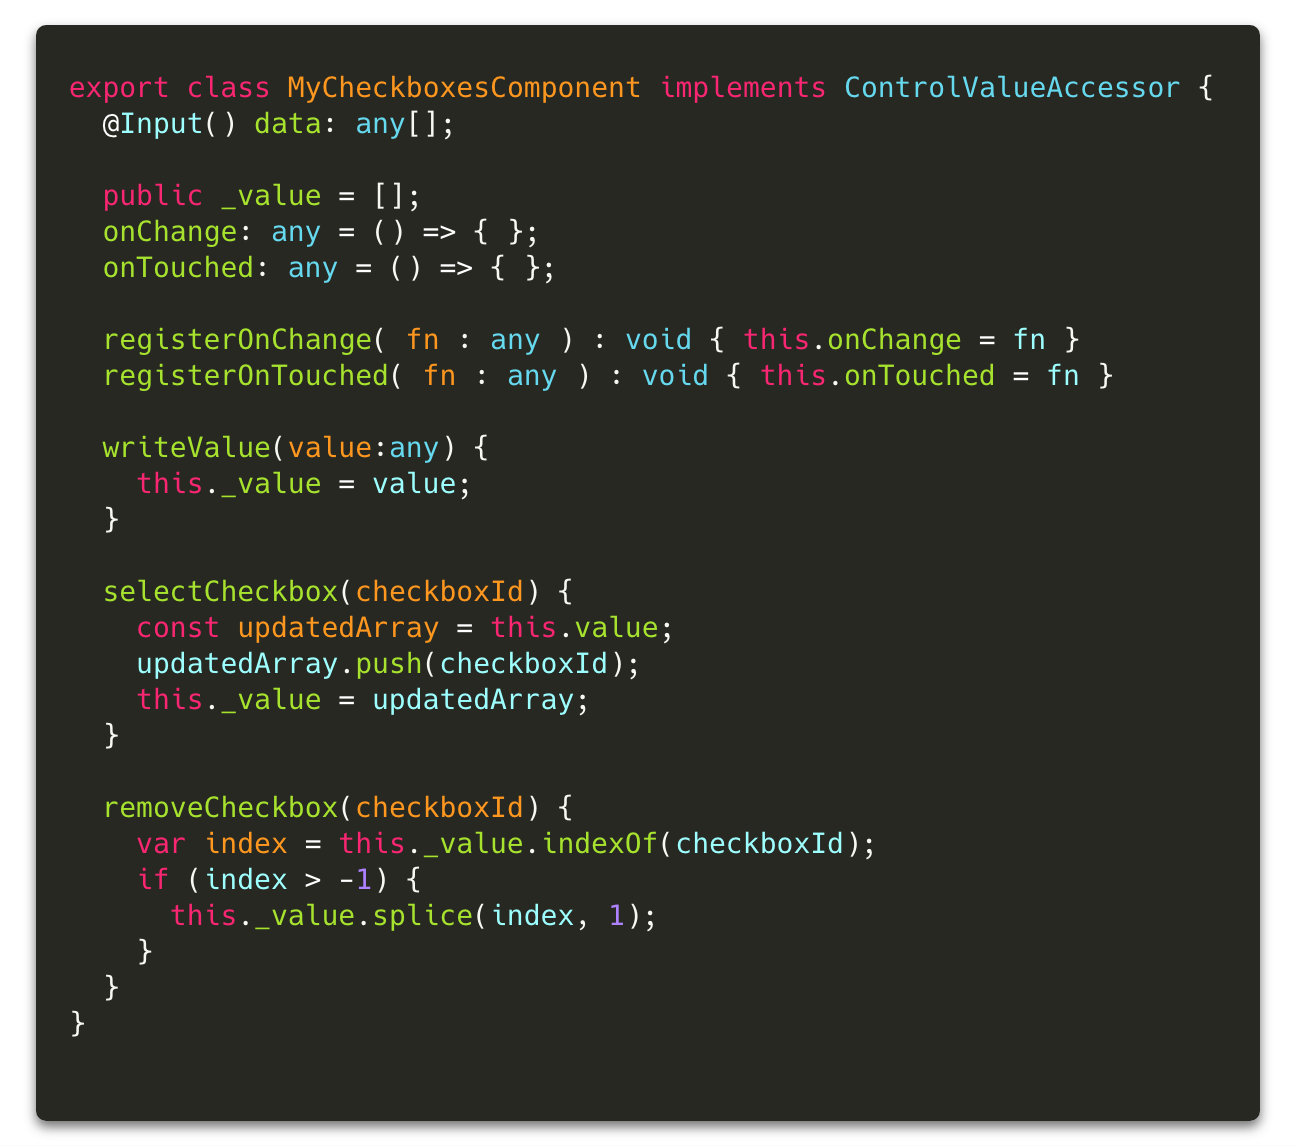 export class MyCheckboxesComponent implements ControlValueAccessor {
  @Input() data: any[];

  public _value = [];
  onChange: any = () => { };
  onTouched: any = () => { };

  registerOnChange( fn : any ) : void { this.onChange = fn }
  registerOnTouched( fn : any ) : void { this.onTouched = fn }

  writeValue(value:any) {
    this._value = value;
  }

  selectCheckbox(checkboxId) {
    const updatedArray = this.value;
    updatedArray.push(checkboxId);
    this._value = updatedArray;
  }

  removeCheckbox(checkboxId) {
    var index = this._value.indexOf(checkboxId);
    if (index > -1) {
      this._value.splice(index, 1);
    }
  }
}